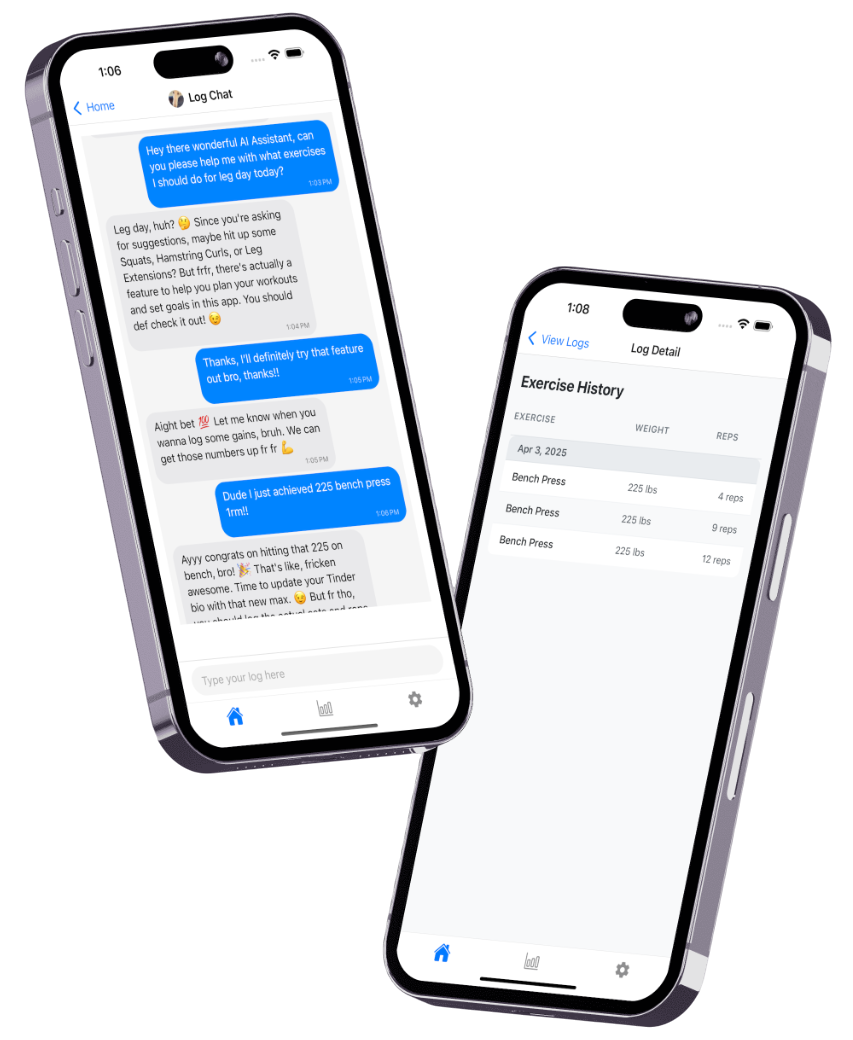 1:06
Home
Log Chat
Hey there wonderful AI Assistant, can
you please help me with what exercises
I should do for leg day today?
1:03 PM
Leg day, huh? 🤔 Since you're asking
for suggestions, maybe hit up some
Squats, Hamstring Curls, or Leg
Extensions? But frfr, there's actually a
feature to help you plan your workouts
and set goals in this app. You should
def check it out! 😉
1:04 PM
Thanks, I'll definitely try that feature
out bro, thanks!!
1:05 PM
Aight bet 💯 Let me know when you
wanna log some gains, bruh. We can
get those numbers up fr fr 💪
1:05 PM
Dude I just achieved 225 bench press
1rm!!
1:06 PM
Ayyy congrats on hitting that 225 on
bench, bro! 🎉 That's like, fricken
awesome. Time to update your Tinder
bio with that new max. 😉 But fr tho,
you should log the actual sets and reps
Type your log here
1:08
View Logs
Log Detail
Exercise History
EXERCISE WEIGHT REPS
Apr 3, 2025
Bench Press 225 lbs 4 reps
Bench Press 225 lbs 9 reps
Bench Press 225 lbs 12 reps